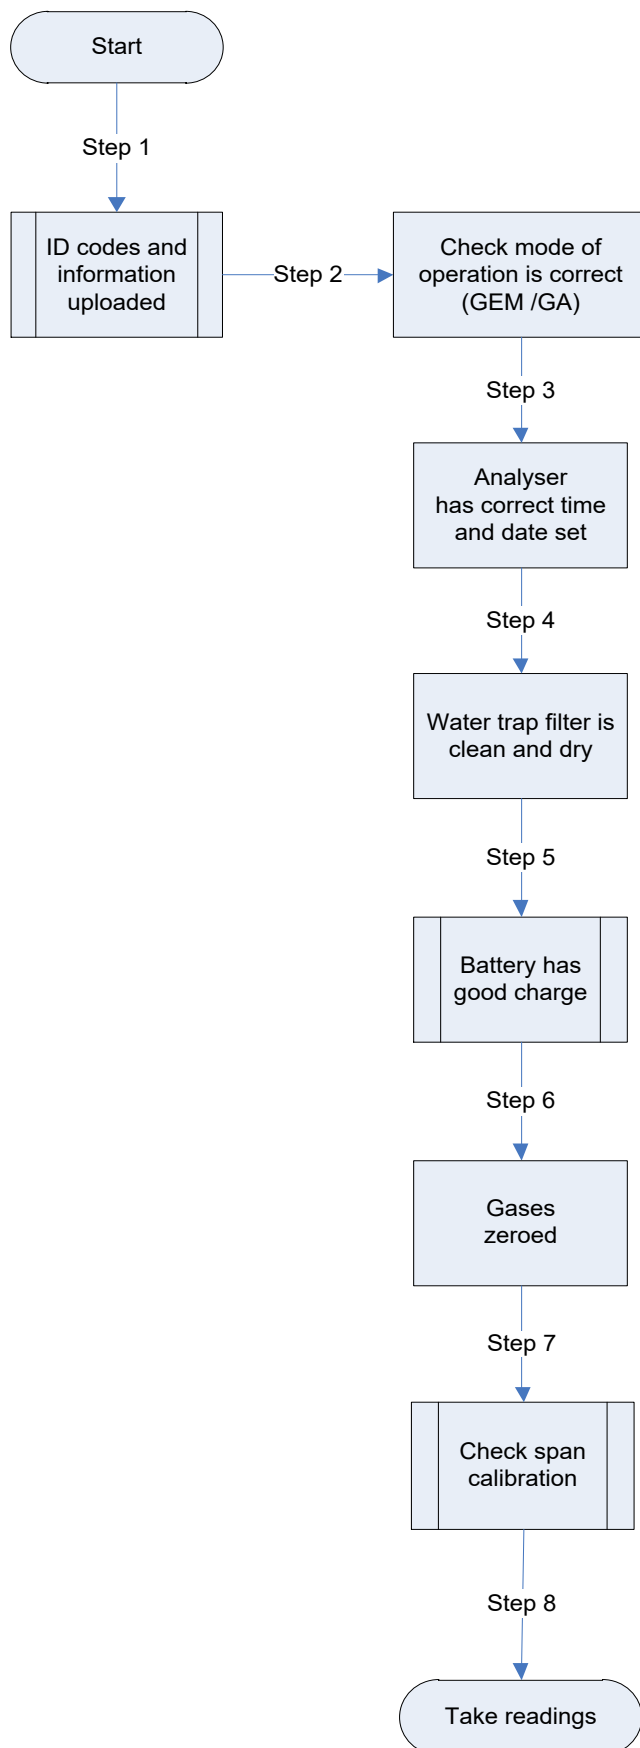 Start
Step 1
ID codes and
information
uploaded
Step 2
Check mode of
operation is correct
(GEM /GA)
Step 3
Analyser
has correct time
and date set
Step 4
Water trap filter is
clean and dry
Step 5
Battery has
good charge
Step 6
Gases
zeroed
Step 7
Check span
calibration
Step 8
Take readings